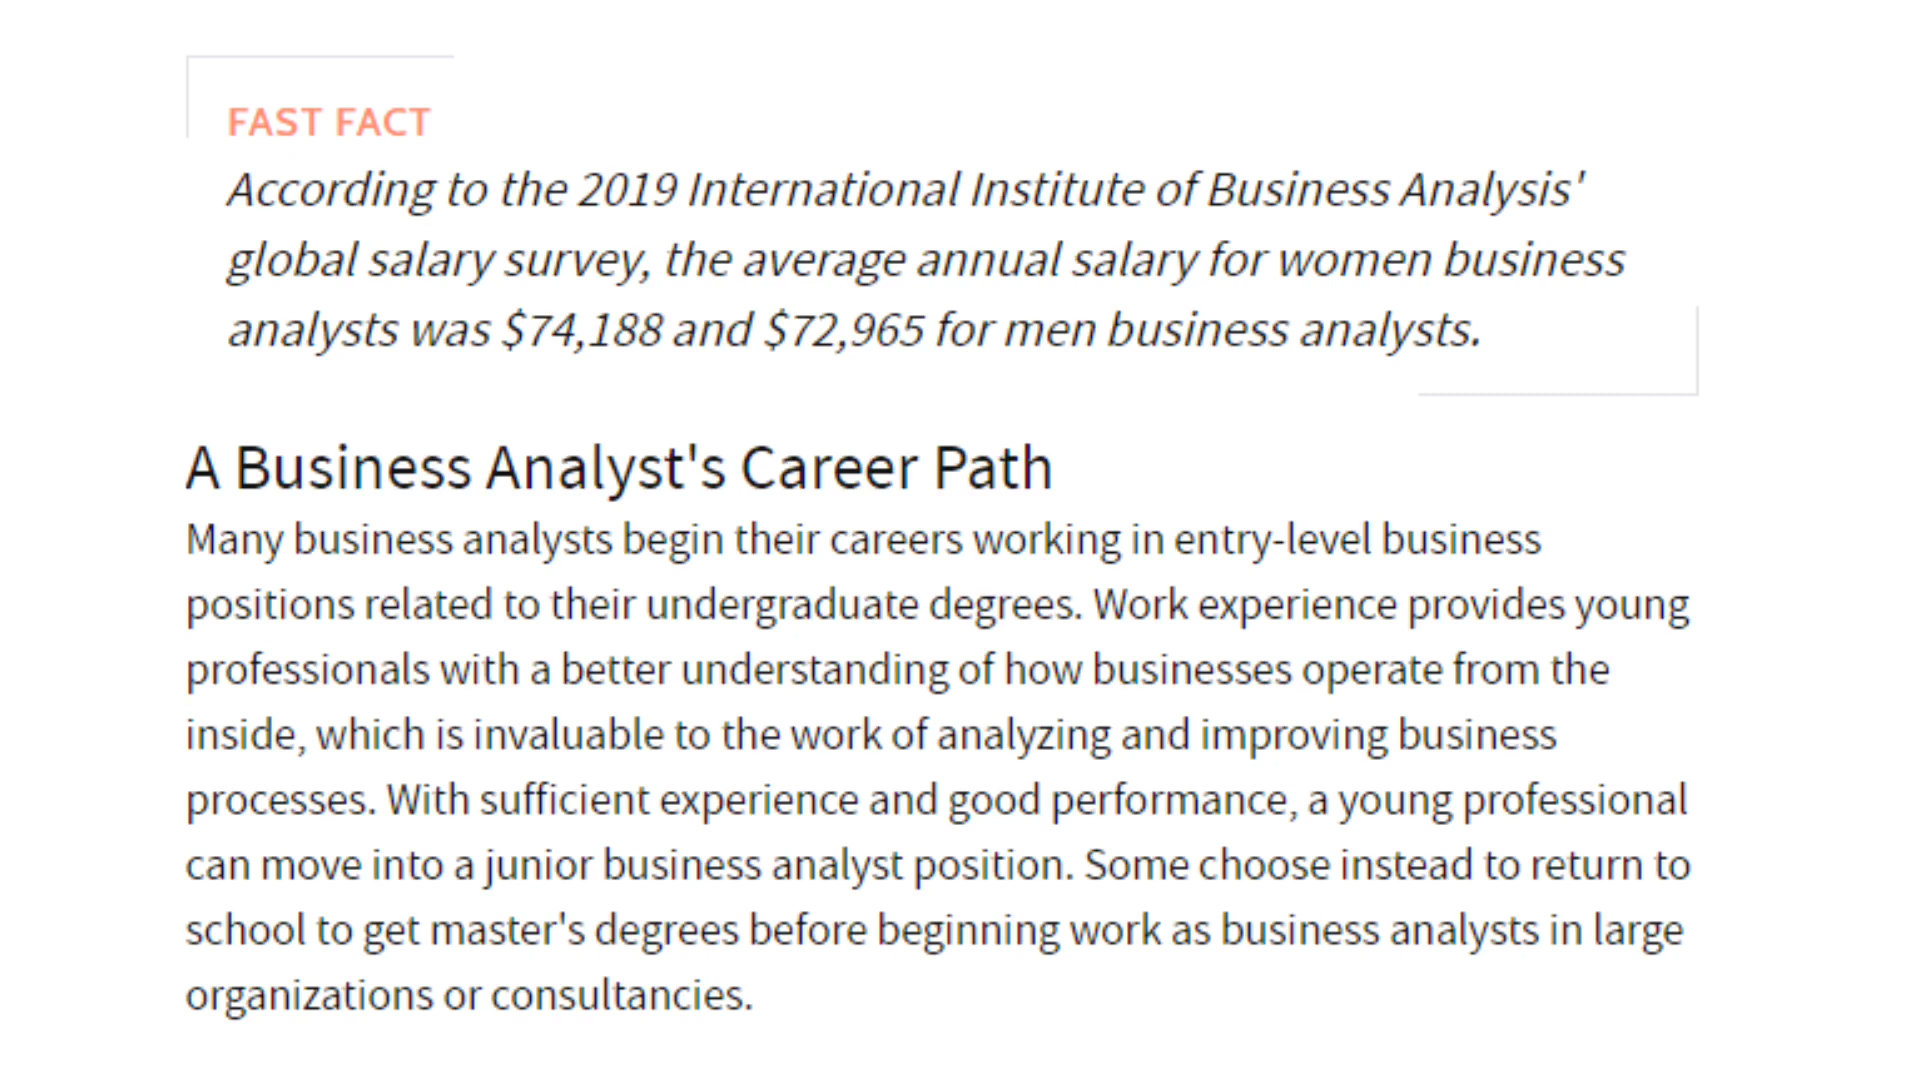 FAST FACT
According to the 2019 International Institute of Business Analysis'
global salary survey, the average annual salary for women business
analysts was $74,188 and $72,965 for men business analysts.
A Business Analyst's Career Path
Many business analysts begin their careers working in entry-level business
positions related to their undergraduate degrees. Work experience provides young
professionals with a better understanding of how businesses operate from the
inside, which is invaluable to the work of analyzing and improving business
processes. With sufficient experience and good performance, a young professional
can move into a junior business analyst position. Some choose instead to return to
school to get master's degrees before beginning work as business analysts in large
organizations or consultancies.